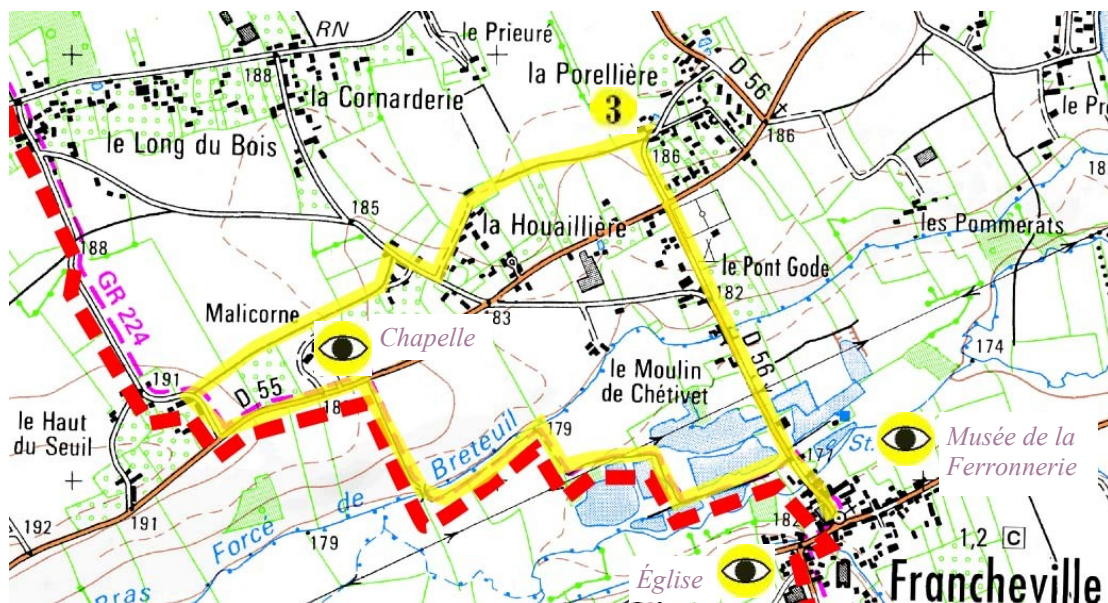 RN
le Prieuré
188
la Porellière
D 56
la Cornarderie
3
186
le Pr
le Long du Bois
186
185
la Houaillière
les Pommerats
188
le Pont Gode
GR 224
182
Malicorne
83
Chapelle
174
191
D 55
le Moulin
de Chétivet
D 56
le Haut
du Seuil
18
Breteuil
179
177
St.
Musée de la
Ferronnerie
de
191
192
Forcé
179
182
1,2 C
Bras
Église
Francheville